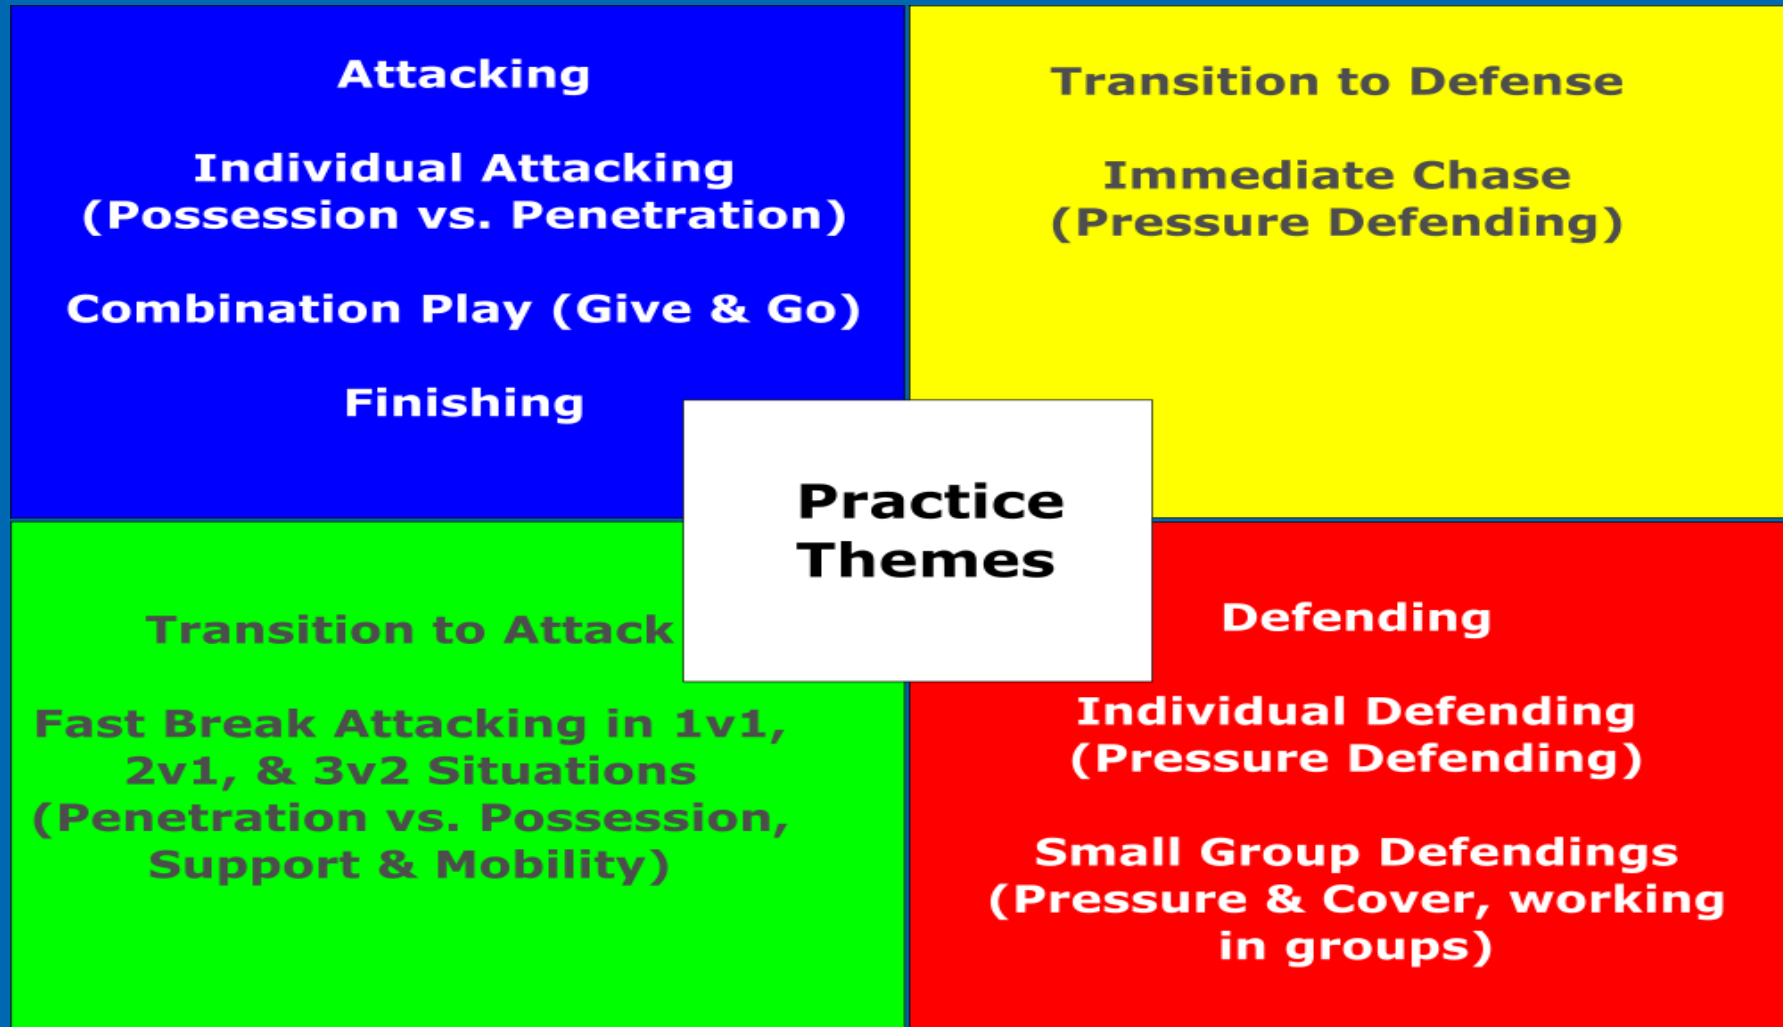 Attacking
Individual Attacking
(Possession vs. Penetration)
Combination Play (Give & Go)
Finishing
Transition to Defense
Immediate Chase
(Pressure Defending)
Practice
Themes
Transition to Attack
Fast Break Attacking in 1v1,
2v1, & 3v2 Situations
(Penetration vs. Possession,
Support & Mobility)
Defending
Individual Defending
(Pressure Defending)
Small Group Defendings
(Pressure & Cover, working
in groups)